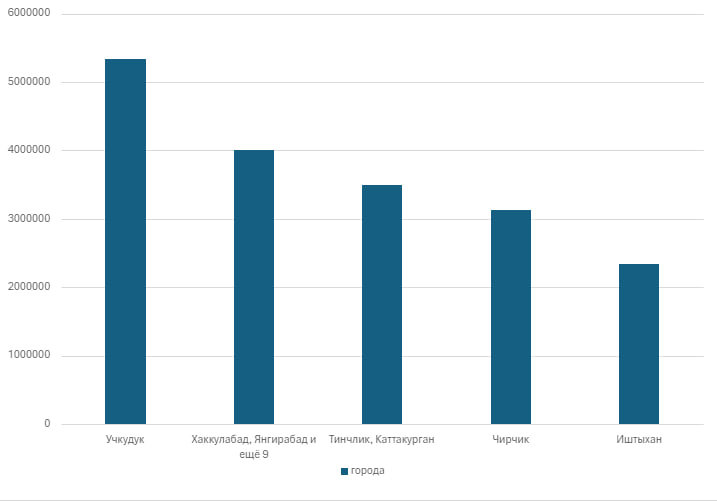 6000000
5000000
4000000
3000000
2000000
1000000
0
Учкудук
Хаккулабад, Янгирабад и
ещё 9
Тинчлик, Каттакурган
Чирчик
Иштыхан
города